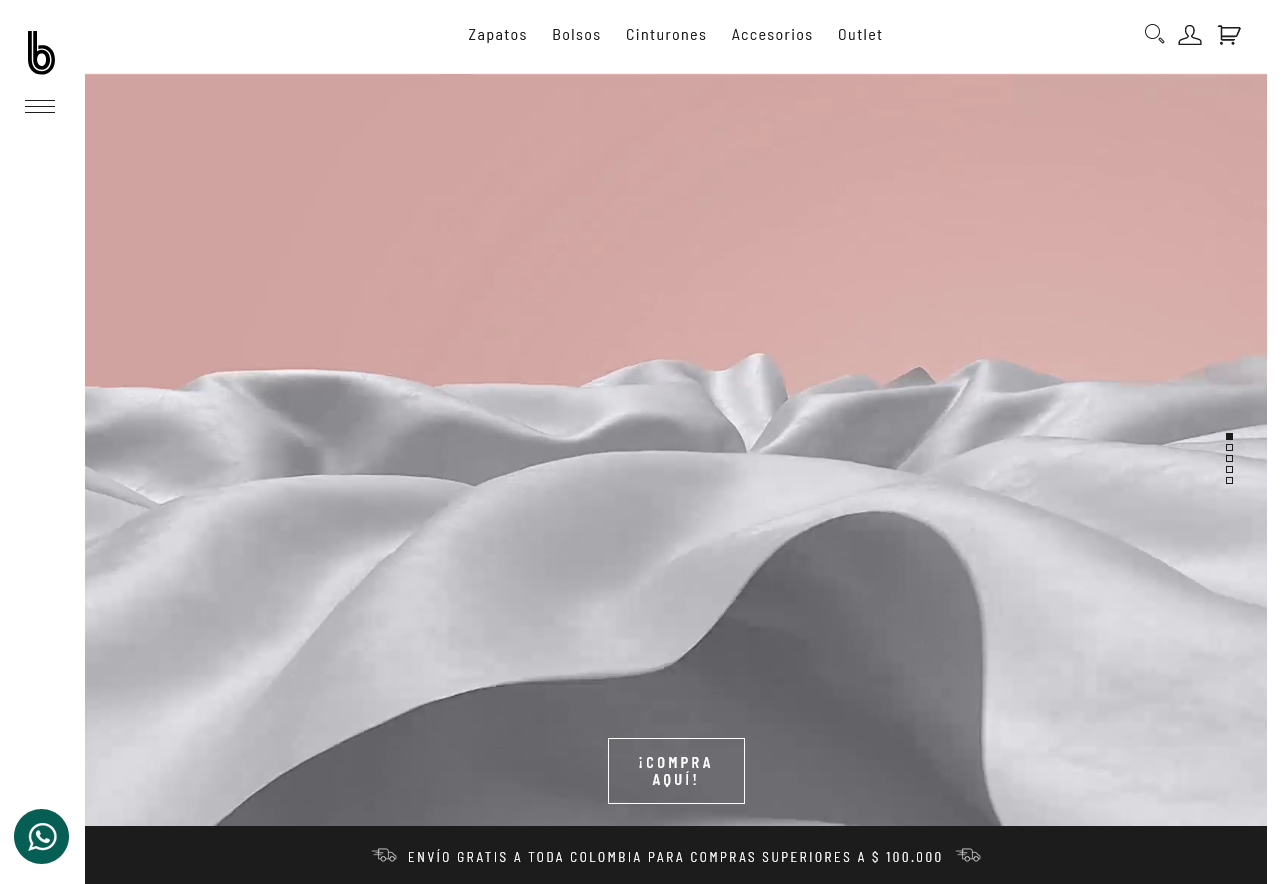 b
Zapatos Bolsos Cinturones Accesorios Outlet
¡COMPRA
AQUÍ!
ENVÍO GRATIS A TODA COLOMBIA PARA COMPRAS SUPERIORES A $ 100.000